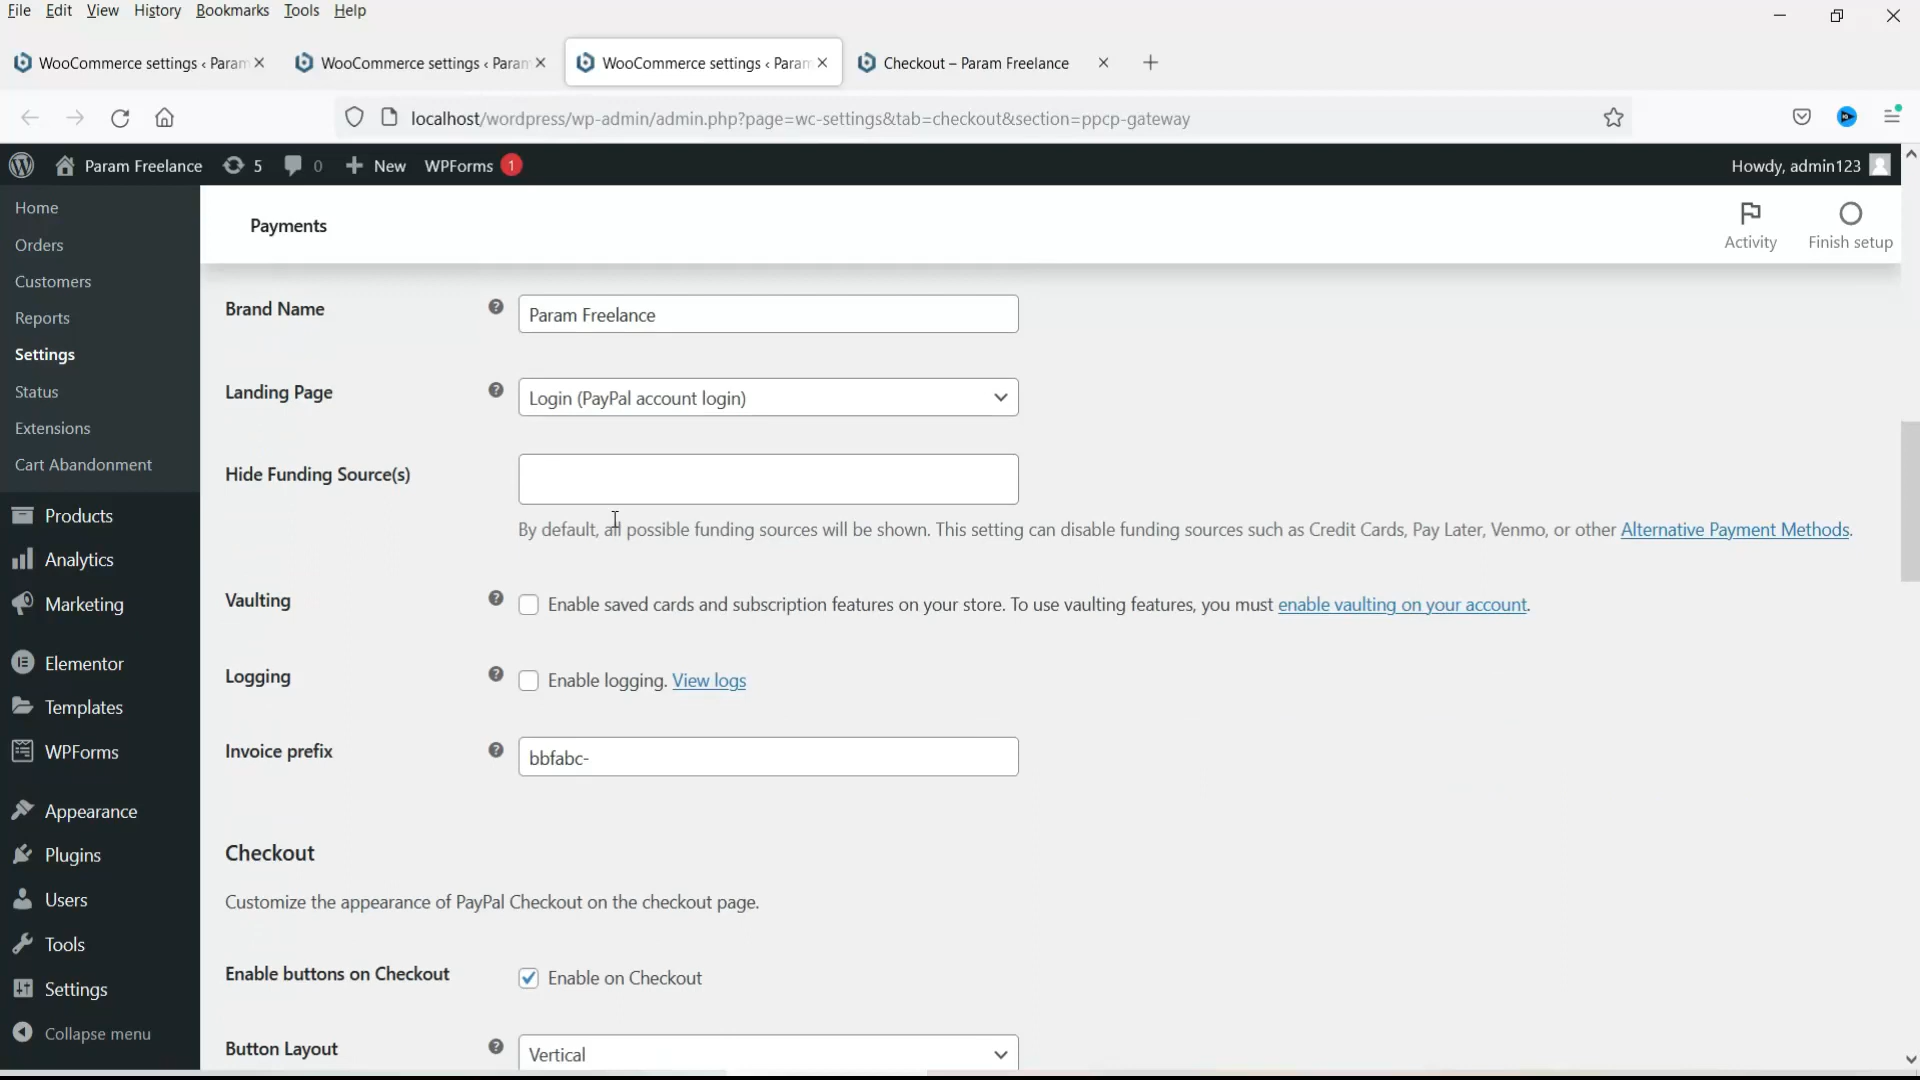 File Edit View History Bookmarks Tools Help
WooCommerce settings ‹ Param
WooCommerce settings ‹ Param
WooCommerce settings ‹ Param
Checkout – Param Freelance
localhost/wordpress/wp-admin/admin.php?page=wc-settings&tab=checkout&section=ppcp-gateway
Param Freelance 5 0 New WPForms 1 Howdy, admin123
Home
Orders
Customers
Reports
Settings
Status
Extensions
Cart Abandonment
Products
Analytics
Marketing
Elementor
Templates
WPForms
Appearance
Plugins
Users
Tools
Settings
Collapse menu
Payments
Activity
Finish setup
Brand Name
Param Freelance
Landing Page
Login (PayPal account login)
Hide Funding Source(s)
By default, all possible funding sources will be shown. This setting can disable funding sources such as Credit Cards, Pay Later, Venmo, or other Alternative Payment Methods.
Vaulting
Enable saved cards and subscription features on your store. To use vaulting features, you must enable vaulting on your account.
Logging
Enable logging. View logs
Invoice prefix
bbfabc-
Checkout
Customize the appearance of PayPal Checkout on the checkout page.
Enable buttons on Checkout
Enable on Checkout
Button Layout
Vertical